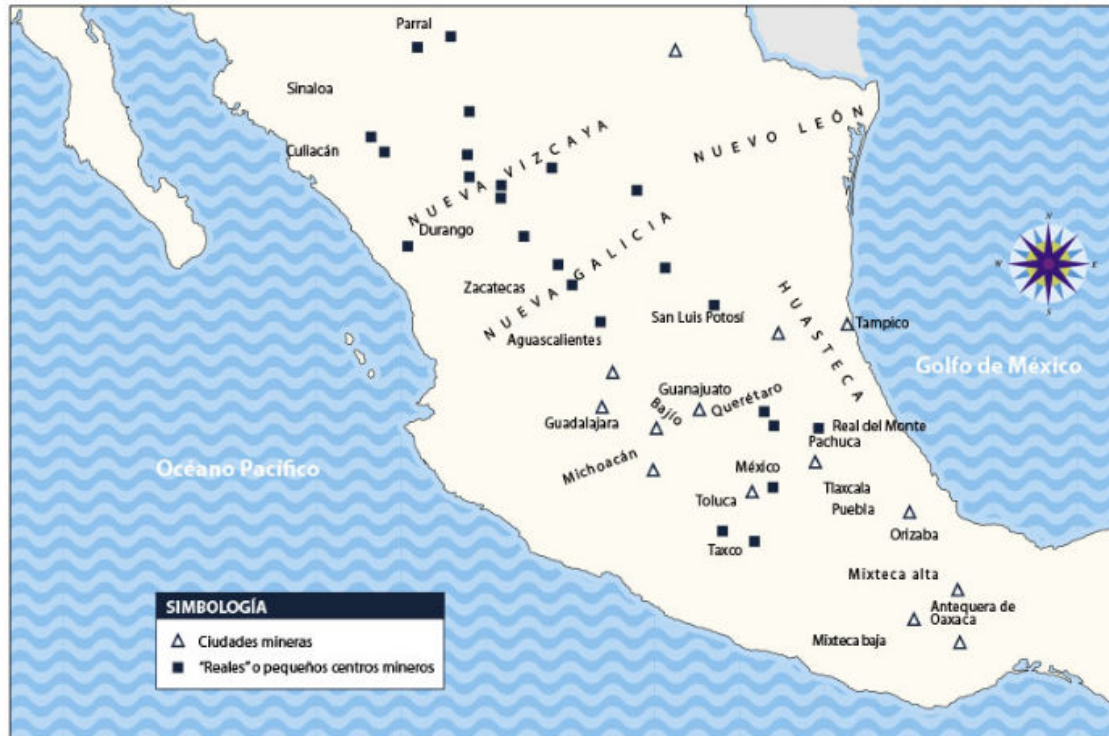 Parral
Sinaloa
Culiacán
NUEVA VIZCAYA
NUEVO LEÓN
Durango
NUEVA GALICIA
Zacatecas
N
W
E
S
HUASTECA
San Luis Potosí
Tampico
Aguascalientes
Golfo de México
Guanajuato
Querétaro
Bajío
Guadalajara
Real del Monte
Pachuca
Océano Pacífico
Michoacán
México
Tlaxcala
Toluca
Puebla
Orizaba
Taxco
Mixteca alta
Antequera de
Oaxaca
Mixteca baja
SIMBOLOGÍA
Ciudades mineras
"Reales" o pequeños centros mineros